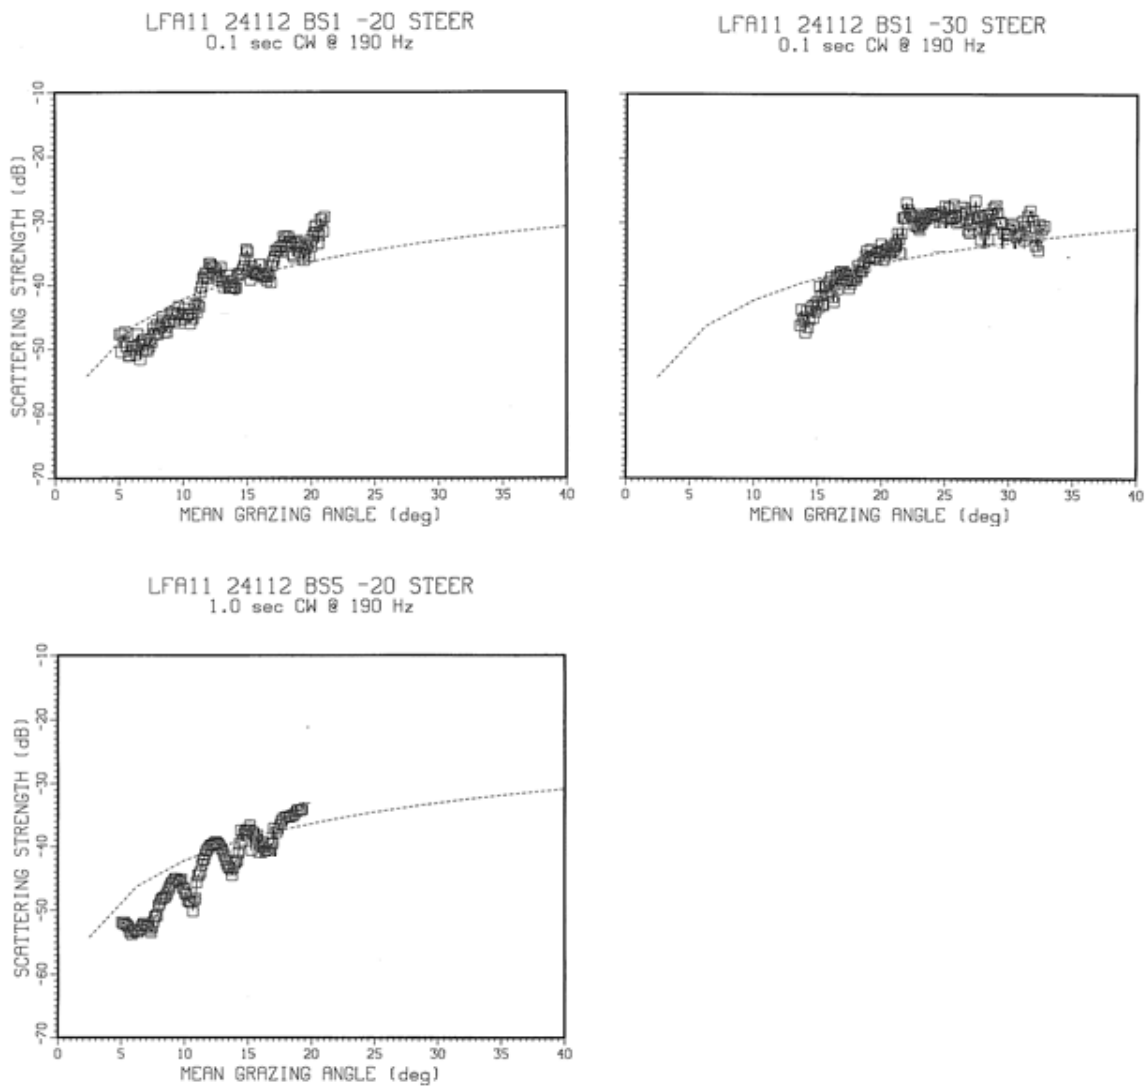 LFA11 24112 BS1 -20 STEER
0.1 sec CW @ 190 Hz
SCATTERING STRENGTH (dB)
-10
-20
-30
-40
-50
-60
-70
0 5 10 15 20 25 30 35 40
MEAN GRAZING ANGLE (deg)
LFA11 24112 BS1 -30 STEER
0.1 sec CW @ 190 Hz
0 5 10 15 20 25 30 35 40
MEAN GRAZING ANGLE (deg)
LFA11 24112 BS5 -20 STEER
1.0 sec CW @ 190 Hz
SCATTERING STRENGTH (dB)
-10
-20
-30
-40
-50
-60
-70
0 5 10 15 20 25 30 35 40
MEAN GRAZING ANGLE (deg)